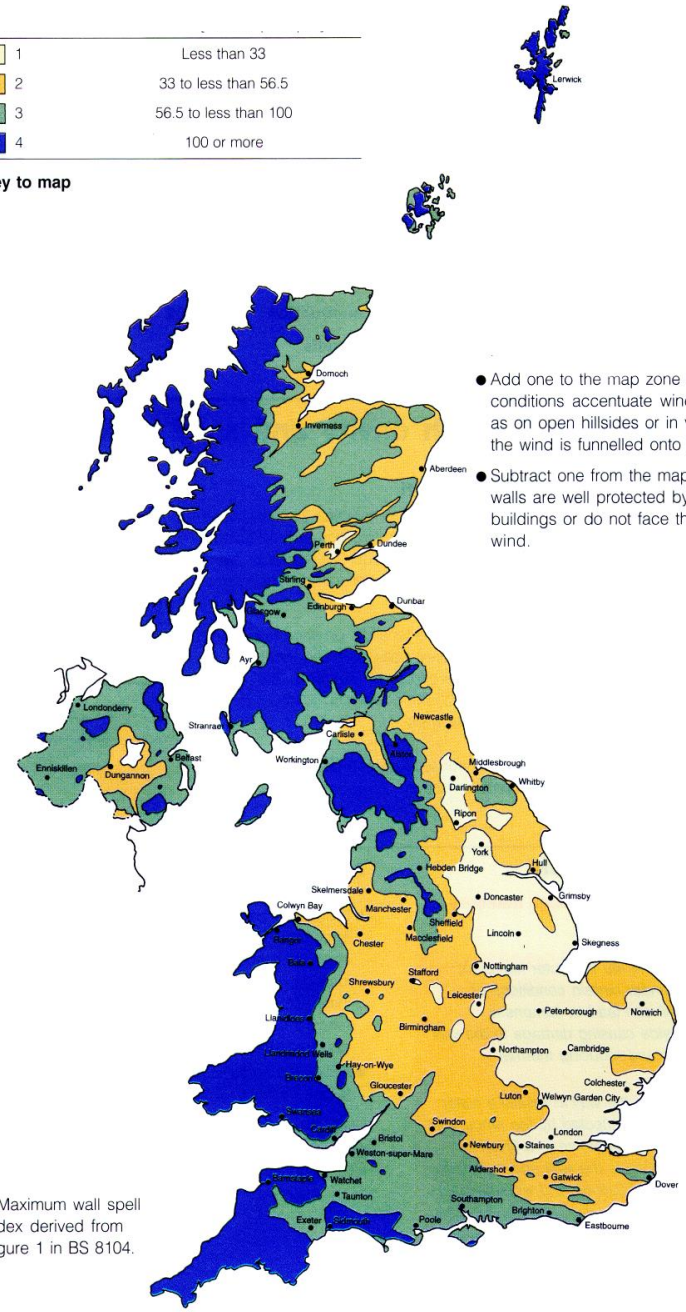 1 Less than 33
2 33 to less than 56.5
3 56.5 to less than 100
4 100 or more
ey to map
Lerwick
● Add one to the map zone
conditions accentuate wind
as on open hillsides or in
the wind is funnelled onto
● Subtract one from the map
walls are well protected by
buildings or do not face th
wind.
Dornoch
Inverness
Aberdeen
Perth
Dundee
Stirling
Glasgow
Edinburgh
Dunbar
Ayr
Londonderry
Stranraer
Newcastle
Carlisle
Alston
Belfast
Workington
Enniskillen
Dungannon
Middlesbrough
Darlington
Whitby
Ripon
York
Hebden Bridge
Hull
Skelmersdale
Doncaster
Grimsby
Colwyn Bay
Manchester
Sheffield
Bangor
Chester
Macclesfield
Lincoln
Skegness
Bala
Stafford
Nottingham
Shrewsbury
Leicester
Norwich
Llanidloes
Birmingham
Peterborough
Llandrindod Wells
Northampton
Cambridge
Hay-on-Wye
Brecon
Gloucester
Colchester
Luton
Welwyn Garden City
Swansea
Cardiff
Swindon
London
Bristol
Newbury
Staines
Weston-super-Mare
Aldershot
Gatwick
Dover
Barnstaple
Watchet
Taunton
Southampton
Exeter
Sidmouth
Poole
Brighton
Eastbourne
Maximum wall spell
dex derived from
gure 1 in BS 8104.